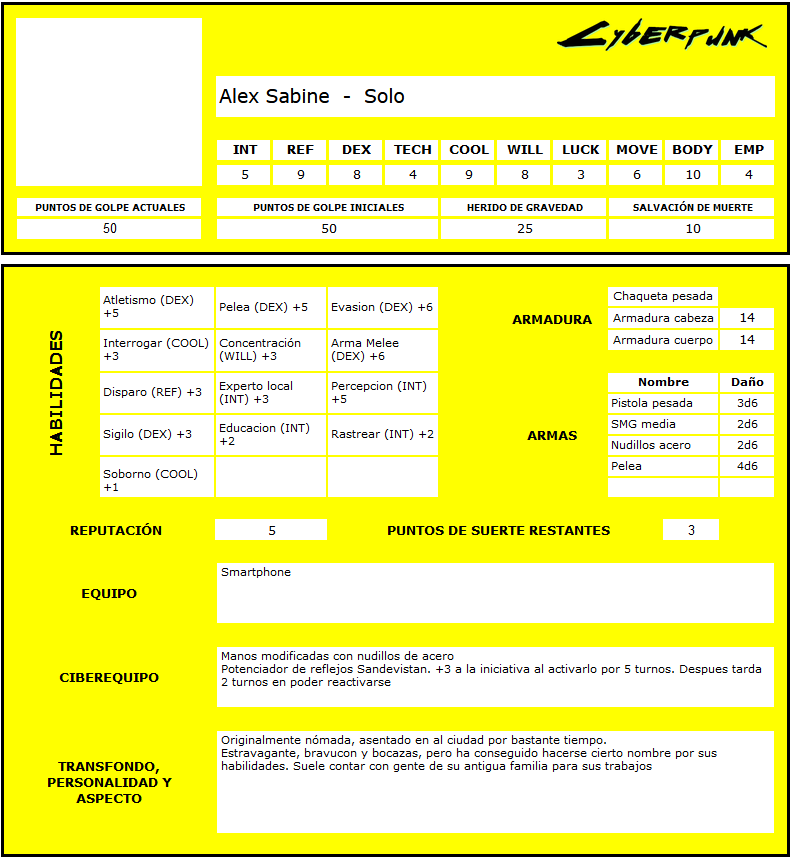 Cyberpunk
Alex Sabine - Solo
INT REF DEX TECH COOL WILL LUCK MOVE BODY EMP
5 9 8 4 9 8 3 6 10 4
PUNTOS DE GOLPE ACTUALES PUNTOS DE GOLPE INICIALES HERIDO DE GRAVEDAD SALVACIÓN DE MUERTE
50 50 25 10
HABILIDADES
Atletismo (DEX)
+5
Pelea (DEX) +5
Evasion (DEX) +6
Interrogar (COOL)
+3
Concentración
(WILL) +3
Arma Melee
(DEX) +6
Disparo (REF) +3
Experto local
(INT) +3
Percepcion (INT)
+5
Sigilo (DEX) +3
Educacion (INT)
+2
Rastrear (INT) +2
Soborno (COOL)
+1
ARMADURA
Chaqueta pesada
Armadura cabeza 14
Armadura cuerpo 14
ARMAS
Nombre Daño
Pistola pesada 3d6
SMG media 2d6
Nudillos acero 2d6
Pelea 4d6
REPUTACIÓN 5 PUNTOS DE SUERTE RESTANTES 3
EQUIPO
Smartphone
CIBEREQUIPO
Manos modificadas con nudillos de acero
Potenciador de reflejos Sandevistan. +3 a la iniciativa al activarlo por 5 turnos. Despues tarda
2 turnos en poder reactivarse
TRANSFONDO,
PERSONALIDAD Y
ASPECTO
Originalmente nómada, asentado en al ciudad por bastante tiempo.
Estravagante, bravucon y bocazas, pero ha conseguido hacerse cierto nombre por sus
habilidades. Suele contar con gente de su antigua familia para sus trabajos